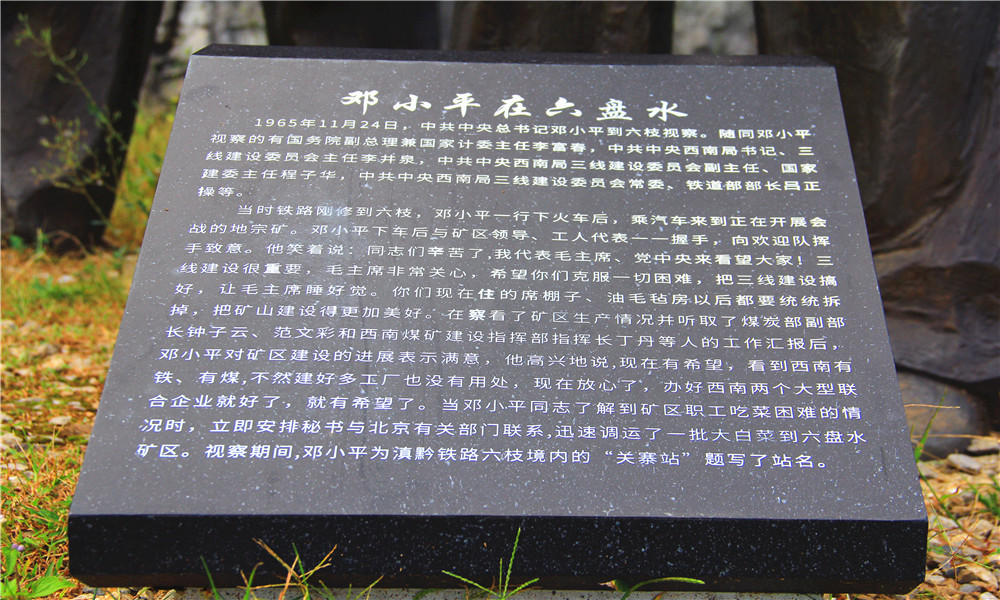 邓小平在六盘水
1965年11月24日，中共中央总书记邓小平到六枝视察。随同邓小平
视察的有国务院副总理兼国家计委主任李富春，中共中央西南局书记、三
线建设委员会主任李井泉，中共中央西南局三线建设委员会副主任、国家
建委主任程子华，中共中央西南局三线建设委员会常委、铁道部部长吕正
操等。
当时铁路刚修到六枝，邓小平一行下火车后，乘汽车来到正在开展会
战的地宗矿。邓小平下车后与矿区领导、工人代表一一握手，向欢迎队挥
手致意。他笑着说：同志们辛苦了,我代表毛主席、党中央来看望大家！三
线建设很重要，毛主席非常关心，希望你们克服一切困难，把三线建设搞
好，让毛主席睡好觉。你们现在住的席棚子、油毛毡房以后都要统统拆
掉，把矿山建设得更加美好。在察看了矿区生产情况并听取了煤炭部副部
长钟子云、范文彩和西南煤矿建设指挥部指挥长丁丹等人的工作汇报后，
邓小平对矿区建设的进展表示满意，他高兴地说,现在有希望，看到西南有
铁、有煤,不然建好多工厂也没有用处，现在放心了，办好西南两个大型联
合企业就好了，就有希望了。当邓小平同志了解到矿区职工吃菜困难的情
况时，立即安排秘书与北京有关部门联系,迅速调运了一批大白菜到六盘水
矿区。视察期间,邓小平为滇黔铁路六枝境内的“关寨站”题写了站名。